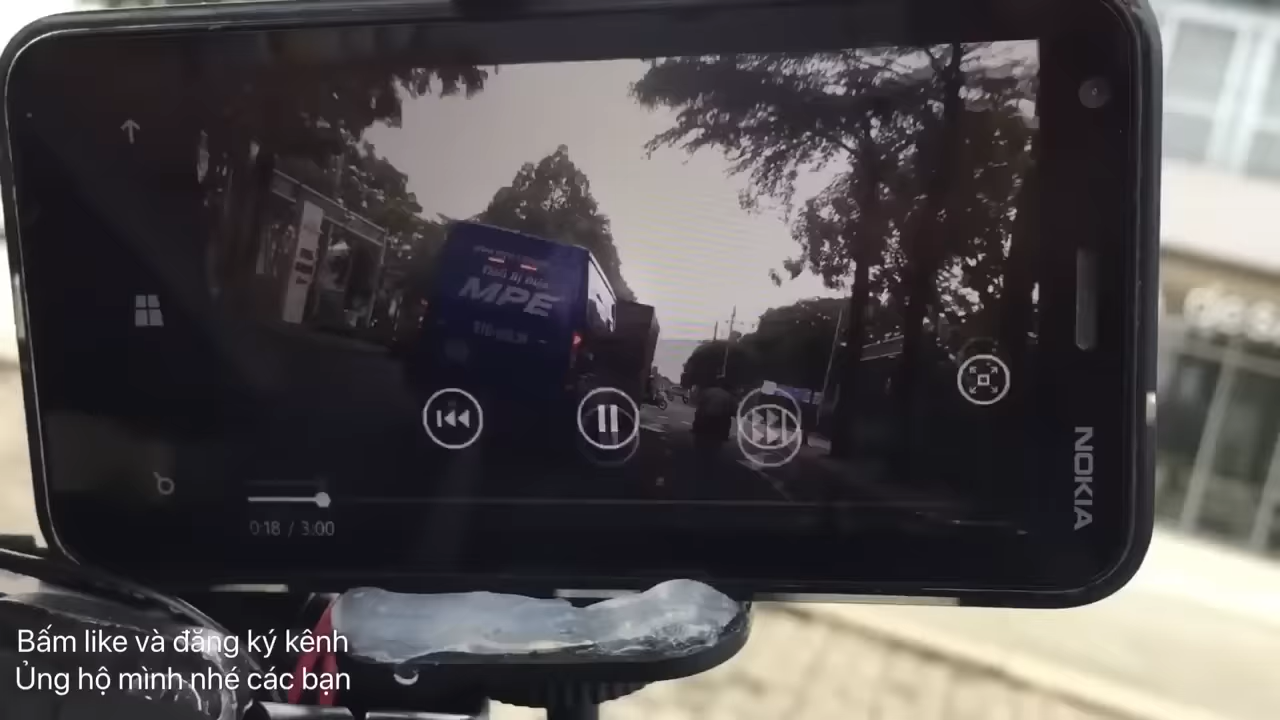 MPE
NOKIA
0:18 / 3:00
Bấm like và đăng ký kênh
Ủng hộ mình nhé các bạn